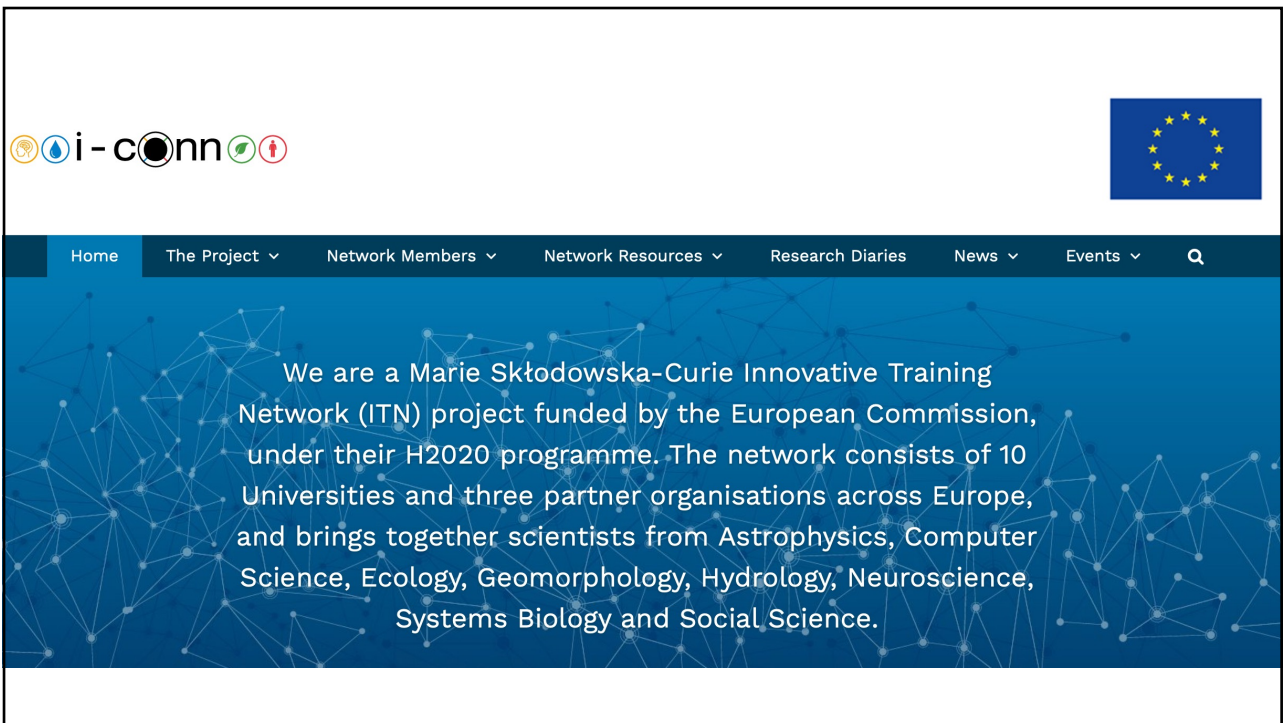 i-conn
Home The Project Network Members Network Resources Research Diaries News Events
We are a Marie Skłodowska-Curie Innovative Training
Network (ITN) project funded by the European Commission,
under their H2020 programme. The network consists of 10
Universities and three partner organisations across Europe,
and brings together scientists from Astrophysics, Computer
Science, Ecology, Geomorphology, Hydrology, Neuroscience,
Systems Biology and Social Science.